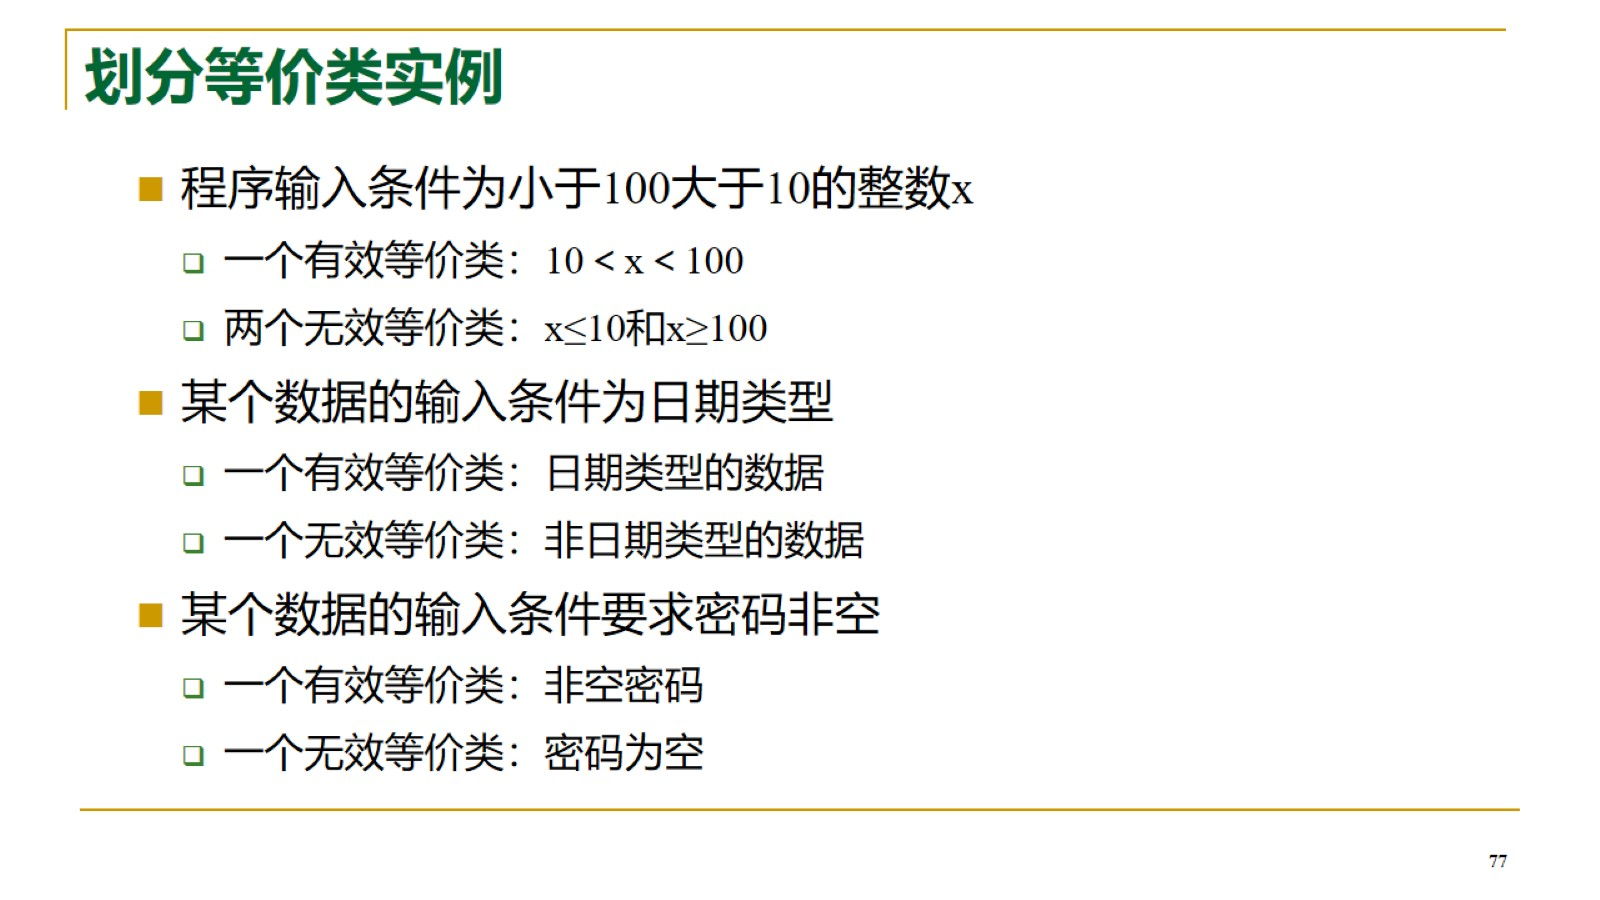 划分等价类实例
程序输入条件为小于100大于10的整数x
一个有效等价类：10 < x < 100
两个无效等价类：x≤10和x≥100
某个数据的输入条件为日期类型
一个有效等价类：日期类型的数据
一个无效等价类：非日期类型的数据
某个数据的输入条件要求密码非空
一个有效等价类：非空密码
一个无效等价类：密码为空
77